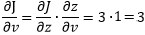 ∂J/∂v = ∂J/∂z · ∂z/∂v = 3 · 1 = 3